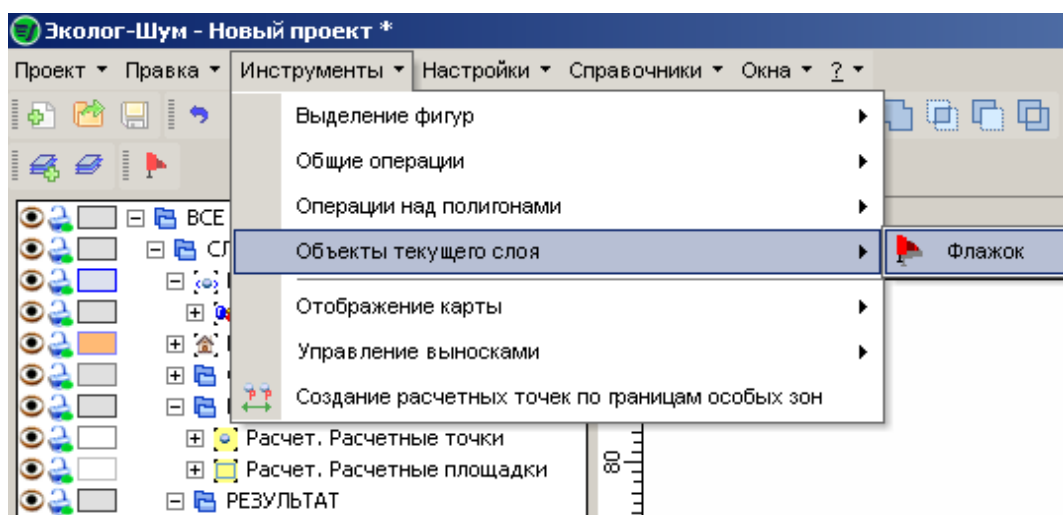 Эколог-Шум - Новый проект *
Проект Правка Инструменты Настройки Справочники Окна ?
Выделение фигур
Общие операции
Операции над полигонами
Объекты текущего слоя
Флажок
Отображение карты
Управление выносками
Создание расчетных точек по границам особых зон
ВСЕ
Расчет. Расчетные точки
Расчет. Расчетные площадки
РЕЗУЛЬТАТ
80